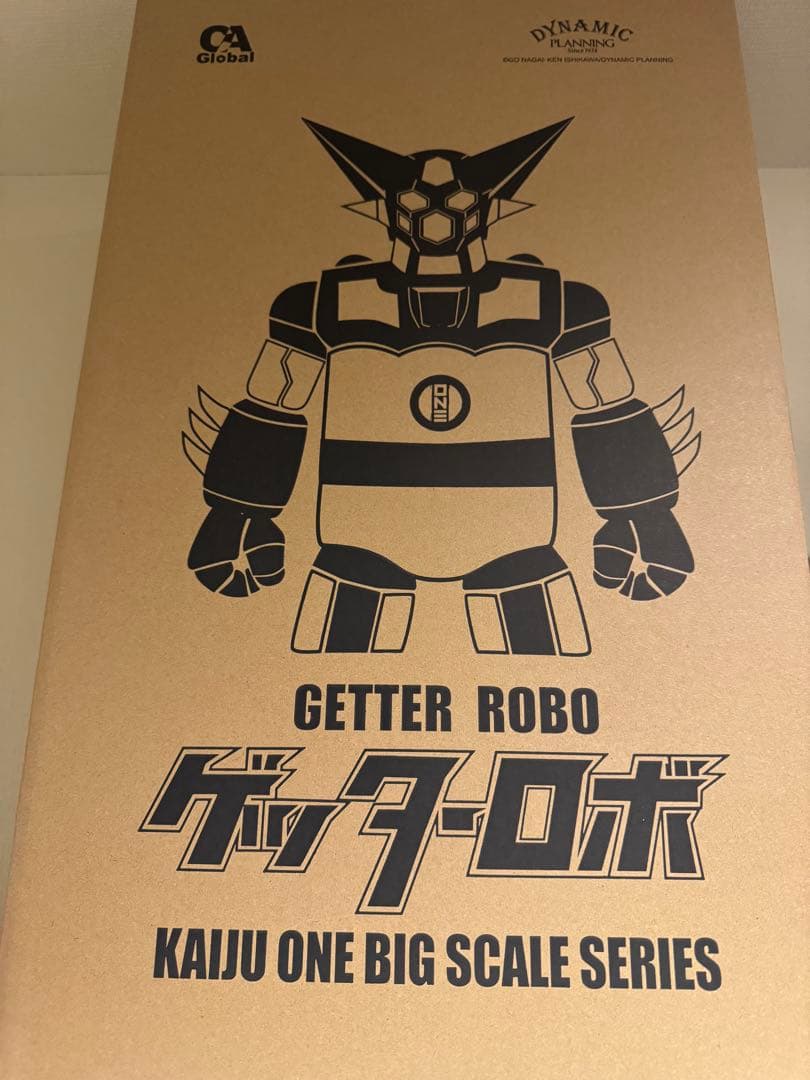 CA
Global
DYNAMIC
PLANNING
Since 1974
©GO NAGAI・KEN ISHIKAWA/DYNAMIC PLANNING
ONE
GETTER ROBO
ゲッターロボ
KAIJU ONE BIG SCALE SERIES